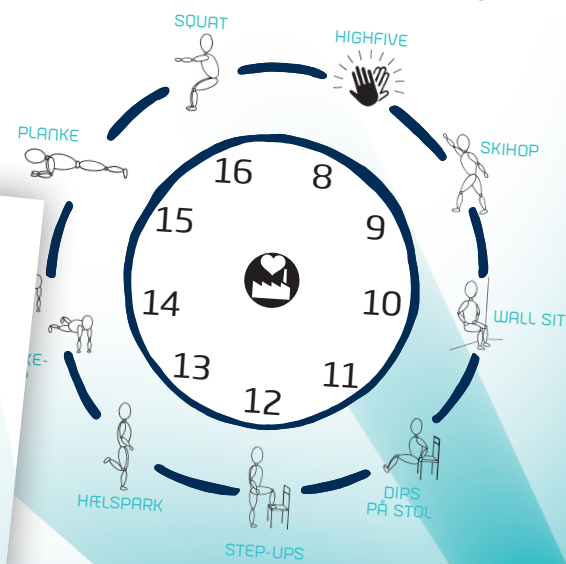 SQUAT
HIGHFIVE
PLANKE
SKIHOP
16
8
15
9
14
10
WALL SIT
13
11
12
HÆLSPARK
DIPS
PÅ STOL
STEP-UPS